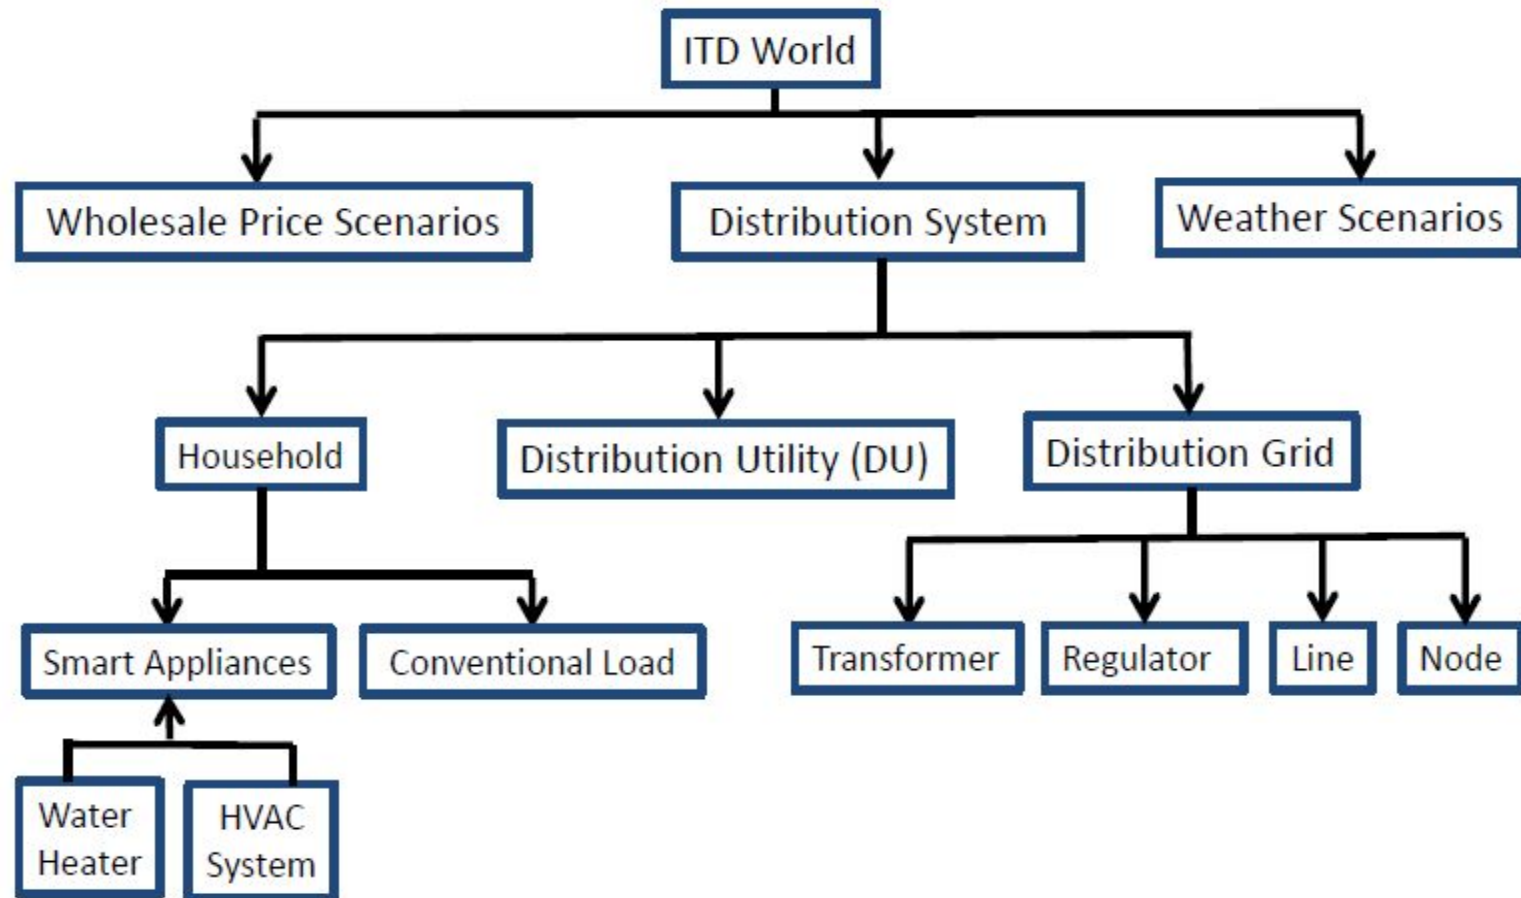 ITD World
Wholesale Price Scenarios
Distribution System
Weather Scenarios
Household
Distribution Utility (DU)
Distribution Grid
Smart Appliances
Conventional Load
Transformer
Regulator
Line
Node
Water
Heater
HVAC
System